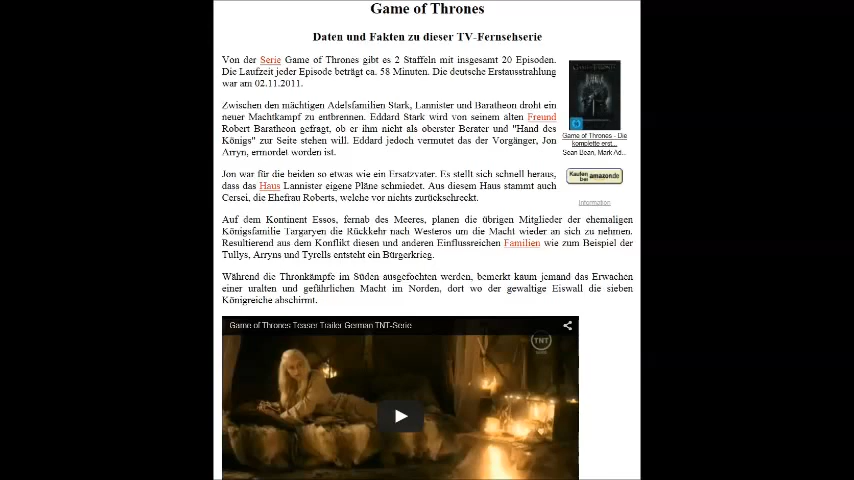 Game of Thrones
Daten und Fakten zu dieser TV-Fernsehserie
Von der Serie Game of Thrones gibt es 2 Staffeln mit insgesamt 20 Episoden.
Die Laufzeit jeder Episode beträgt ca. 58 Minuten. Die deutsche Erstausstrahlung
war am 02.11.2011.
Zwischen den mächtigen Adelsfamilien Stark, Lannister und Baratheon droht ein
neuer Machtkampf zu entbrennen. Eddard Stark wird von seinem alten Freund
Robert Baratheon gefragt, ob er ihm nicht als oberster Berater und "Hand des
Königs" zur Seite stehen will. Eddard jedoch vermutet das der Vorgänger, Jon
Arryn, ermordet worden ist.
Jon war für die beiden so etwas wie ein Ersatzvater. Es stellt sich schnell heraus,
dass das Haus Lannister eigene Pläne schmiedet. Aus diesem Haus stammt auch
Cersei, die Ehefrau Roberts, welche vor nichts zurückschreckt.
Game of Thrones - Die
komplette erst...
Sean Bean, Mark Ad...
Kaufen bei amazon.de
Information
Auf dem Kontinent Essos, fernab des Meeres, planen die übrigen Mitglieder der ehemaligen
Königsfamilie Targaryen die Rückkehr nach Westeros um die Macht wieder an sich zu nehmen.
Resultierend aus dem Konflikt diesen und anderen Einflussreichen Familien wie zum Beispiel der
Tullys, Arryns und Tyrells entsteht ein Bürgerkrieg.
Während die Thronkämpfe im Süden ausgefochten werden, bemerkt kaum jemand das Erwachen
einer uralten und gefährlichen Macht im Norden, dort wo der gewaltige Eiswall die sieben
Königreiche abschirmt.
Game of Thrones Teaser Trailer German TNT-Serie
TNT